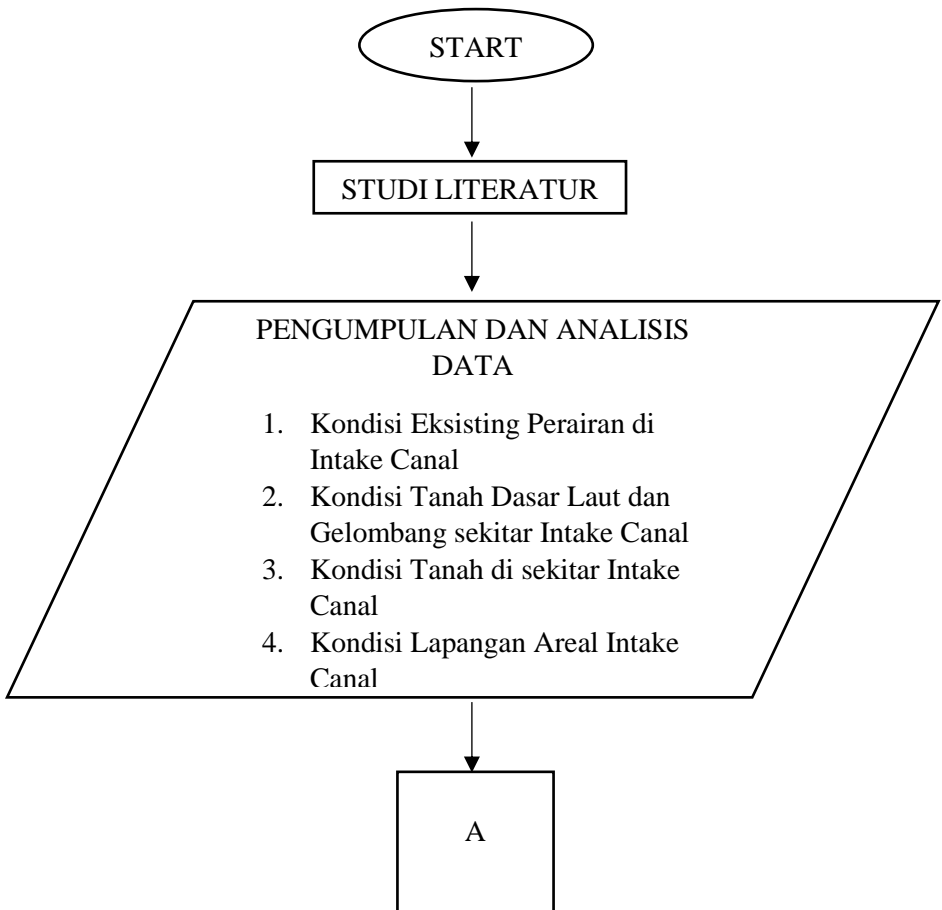 START
STUDI LITERATUR
PENGUMPULAN DAN ANALISIS
DATA
1. Kondisi Eksisting Perairan di
Intake Canal
2. Kondisi Tanah Dasar Laut dan
Gelombang sekitar Intake Canal
3. Kondisi Tanah di sekitar Intake
Canal
4. Kondisi Lapangan Areal Intake
Canal
A